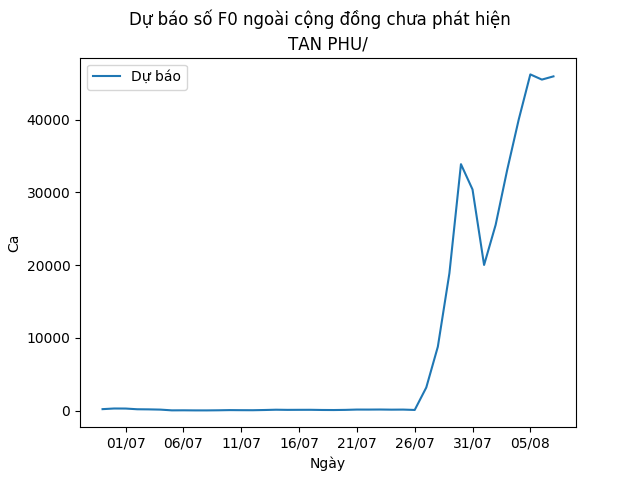 Dự báo số F0 ngoài cộng đồng chưa phát hiện
TAN PHU/
Dự báo
Ca
40000
30000
20000
10000
0
01/07 06/07 11/07 16/07 21/07 26/07 31/07 05/08
Ngày